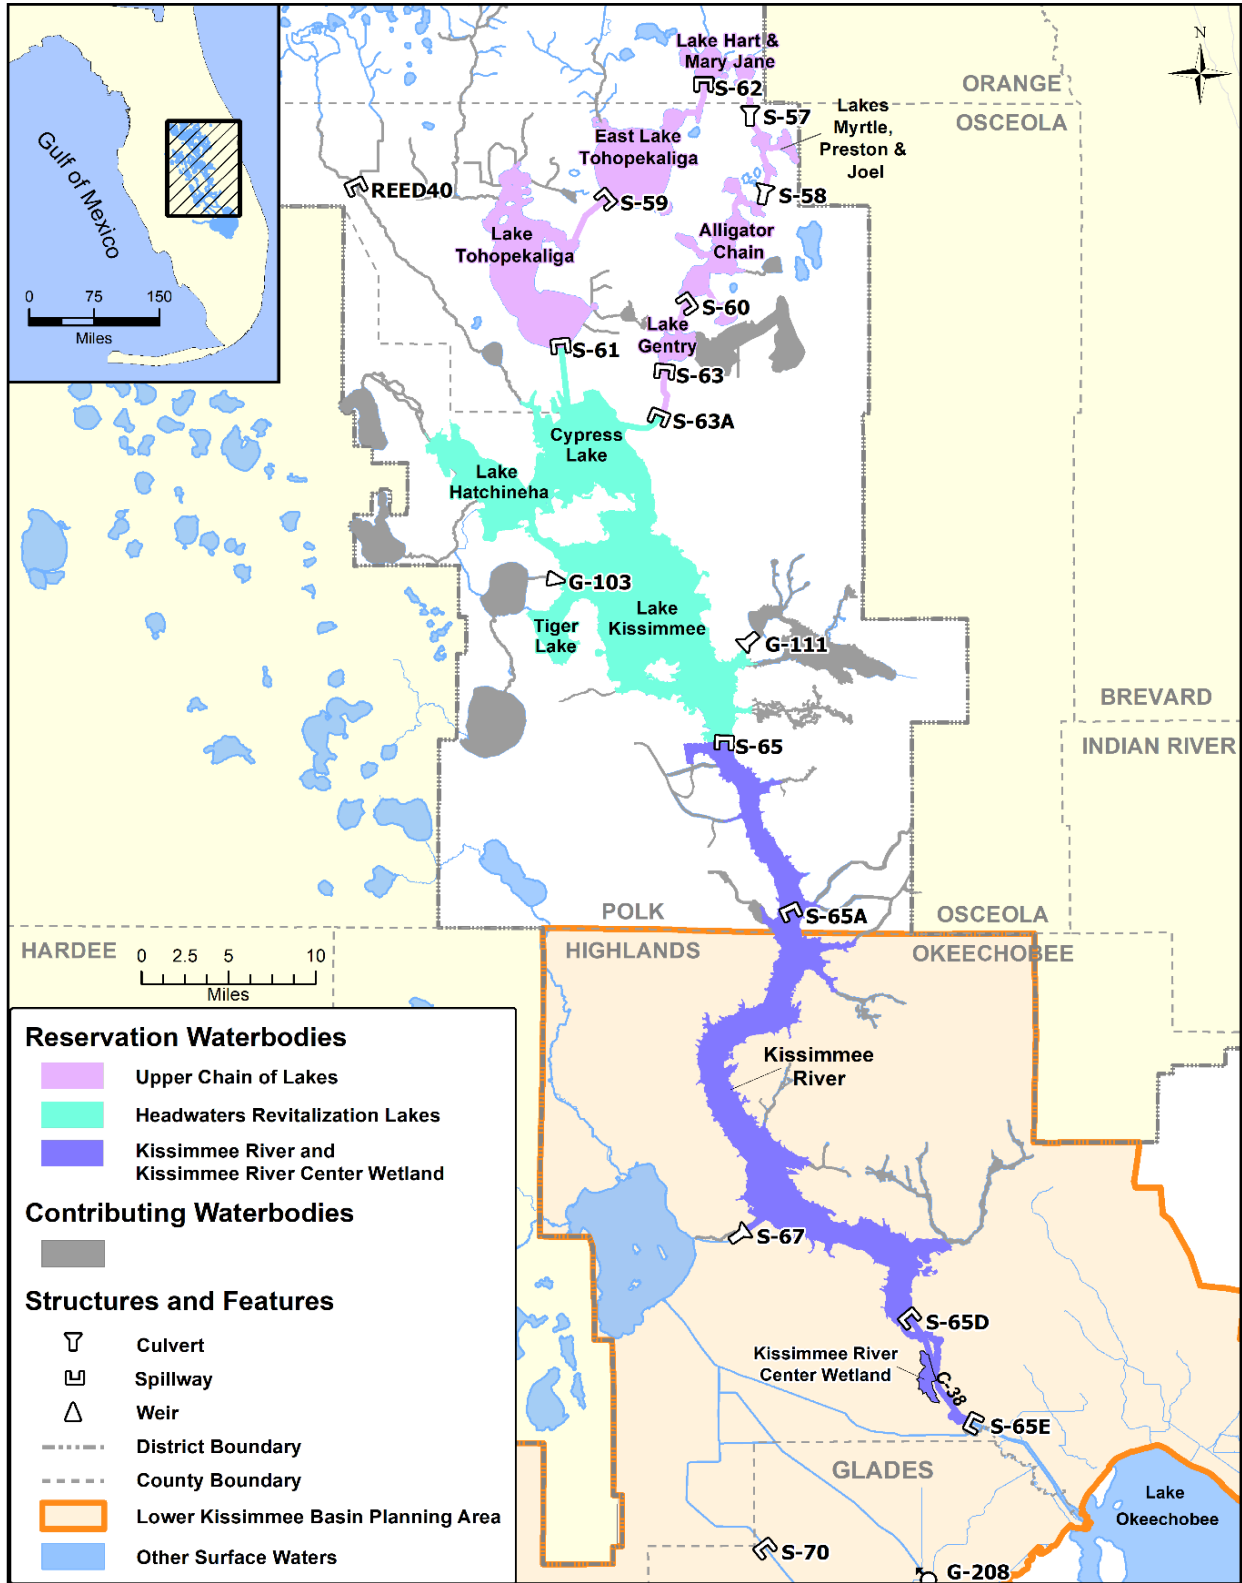 Lake Hart &
Mary Jane
N
S-62
ORANGE
S-57
OSCEOLA
Lakes
Myrtle,
Preston &
Joel
East Lake
Tohopekaliga
Gulf of Mexico
REED40
S-59
S-58
Lake
Tohopekaliga
Alligator
Chain
0 75 150
Miles
S-60
Lake
Gentry
S-61
S-63
S-63A
Cypress
Lake
Lake
Hatchineha
G-103
Lake
Kissimmee
Tiger
Lake
G-111
BREVARD
INDIAN RIVER
S-65
POLK
S-65A
OSCEOLA
HARDEE
HIGHLANDS
OKEECHOBEE
0 2.5 5 10
Miles
Reservation Waterbodies
Upper Chain of Lakes
Headwaters Revitalization Lakes
Kissimmee River and
Kissimmee River Center Wetland
Contributing Waterbodies
Structures and Features
Culvert
Spillway
Weir
District Boundary
County Boundary
Lower Kissimmee Basin Planning Area
Other Surface Waters
Kissimmee
River
S-67
S-65D
Kissimmee River
Center Wetland
C-38
S-65E
GLADES
Lake
Okeechobee
S-70
G-208